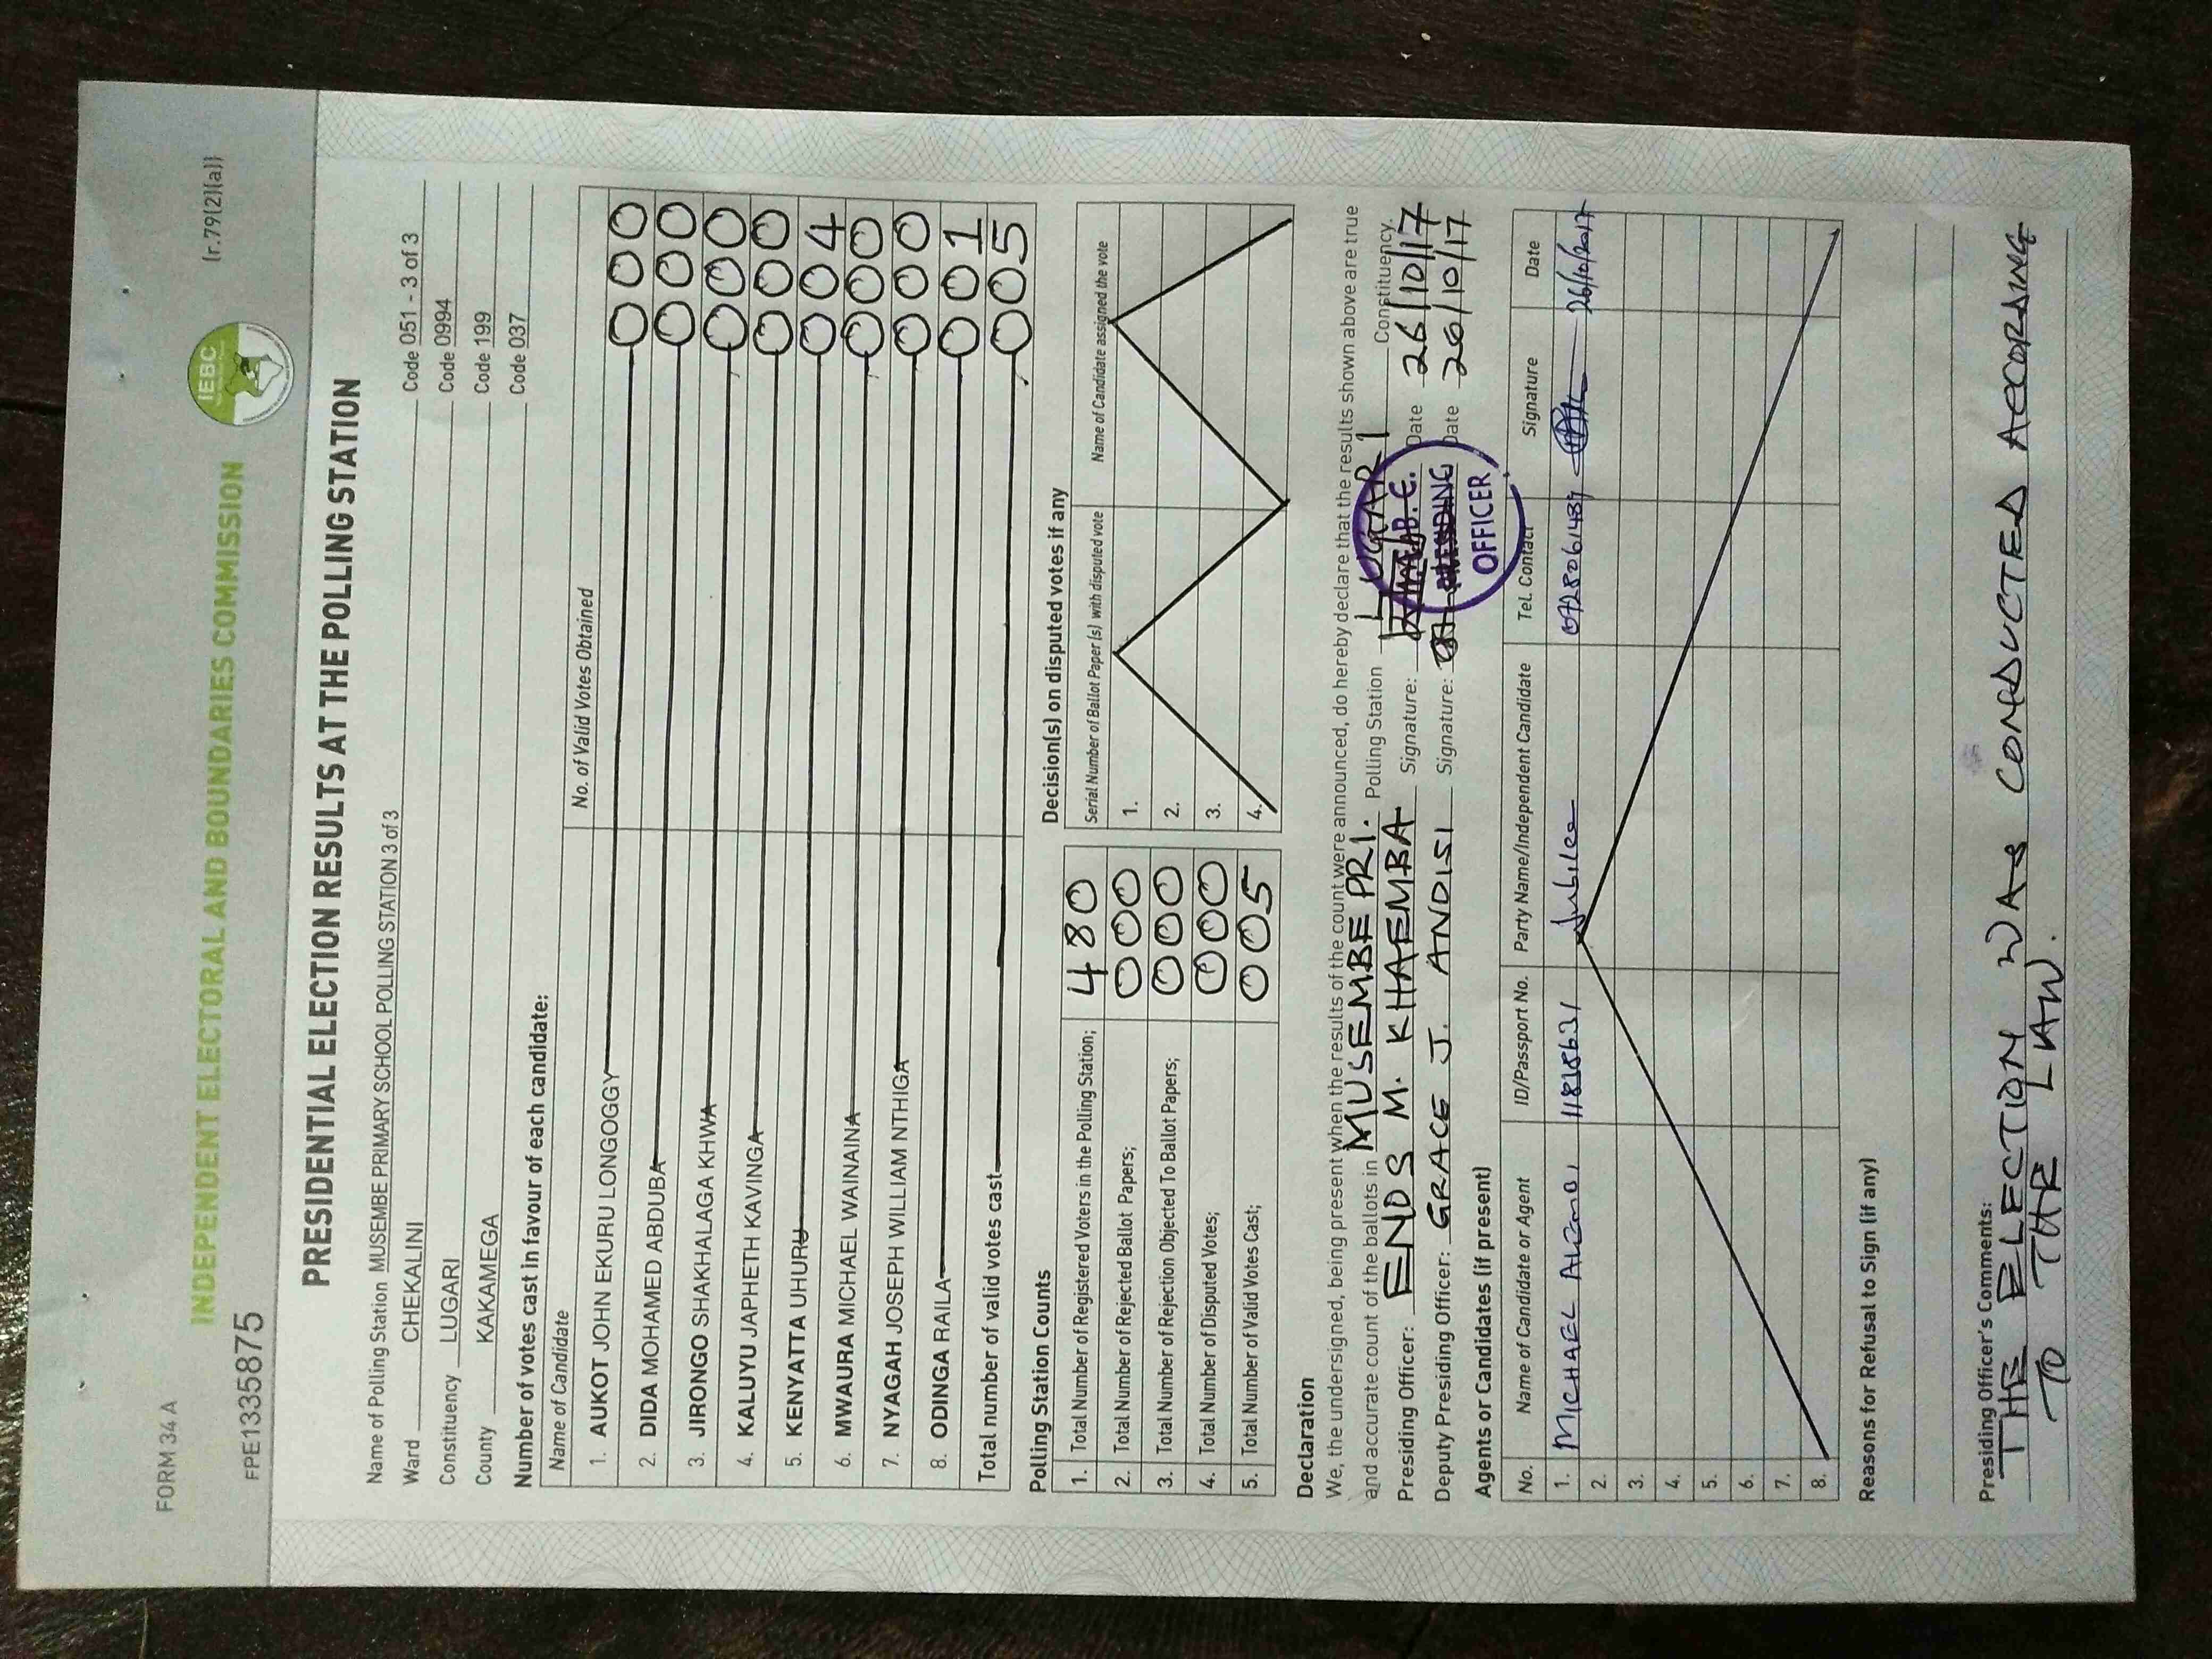 FORM 34 A
(r.79(2)(a))
INDEPENDENT ELECTORAL AND BOUNDARIES COMMISSION
IEBC
FPE1335875
PRESIDENTIAL ELECTION RESULTS AT THE POLLING STATION
Name of Polling Station MUSEMBE PRIMARY SCHOOL POLLING STATION 3 of 3 Code 051 - 3 of 3
Ward CHEKALINI Code 0994
Constituency LUGARI Code 199
County KAKAMEGA Code 037
Number of votes cast in favour of each candidate:
Name of Candidate No. of Valid Votes Obtained
1. AUKOT JOHN EKURU LONGOGGY 000
2. DIDA MOHAMED ABDUBA 000
3. JIRONGO SHAKHALAGA KHWA 000
4. KALUYU JAPHETH KAVINGA 000
5. KENYATTA UHURU 004
6. MWAURA MICHAEL WAINAINA 000
7. NYAGAH JOSEPH WILLIAM NTHIGA 000
8. ODINGA RAILA 001
Total number of valid votes cast 005
Polling Station Counts
1. Total Number of Registered Voters in the Polling Station; 480
2. Total Number of Rejected Ballot Papers; 000
3. Total Number of Rejection Objected To Ballot Papers; 000
4. Total Number of Disputed Votes; 000
5. Total Number of Valid Votes Cast; 005
Decision(s) on disputed votes if any
Serial Number of Ballot Paper (s) with disputed vote Name of Candidate assigned the vote
1.
2.
3.
4.
Declaration
We, the undersigned, being present when the results of the count were announced, do hereby declare that the results shown above are true
and accurate count of the ballots in MUSEMBE PRI. Polling Station LUGARI Constituency.
Presiding Officer: ENOS M. KHAEMBA Signature: Date 26/10/17
Deputy Presiding Officer: GRACE J. ANDISI Signature: Date 26/10/17
PRESIDING
OFFICER
Agents or Candidates (if present)
No. Name of Candidate or Agent ID/Passport No. Party Name/Independent Candidate Tel. Contact Signature Date
1. MICHAEL Jubilee 26/10/2017
2.
3.
4.
5.
6.
7.
8.
Reasons for Refusal to Sign (if any)
Presiding Officer's Comments:
THE ELECTION WAS CONDUCTED ACCORDING
TO THE LAW.